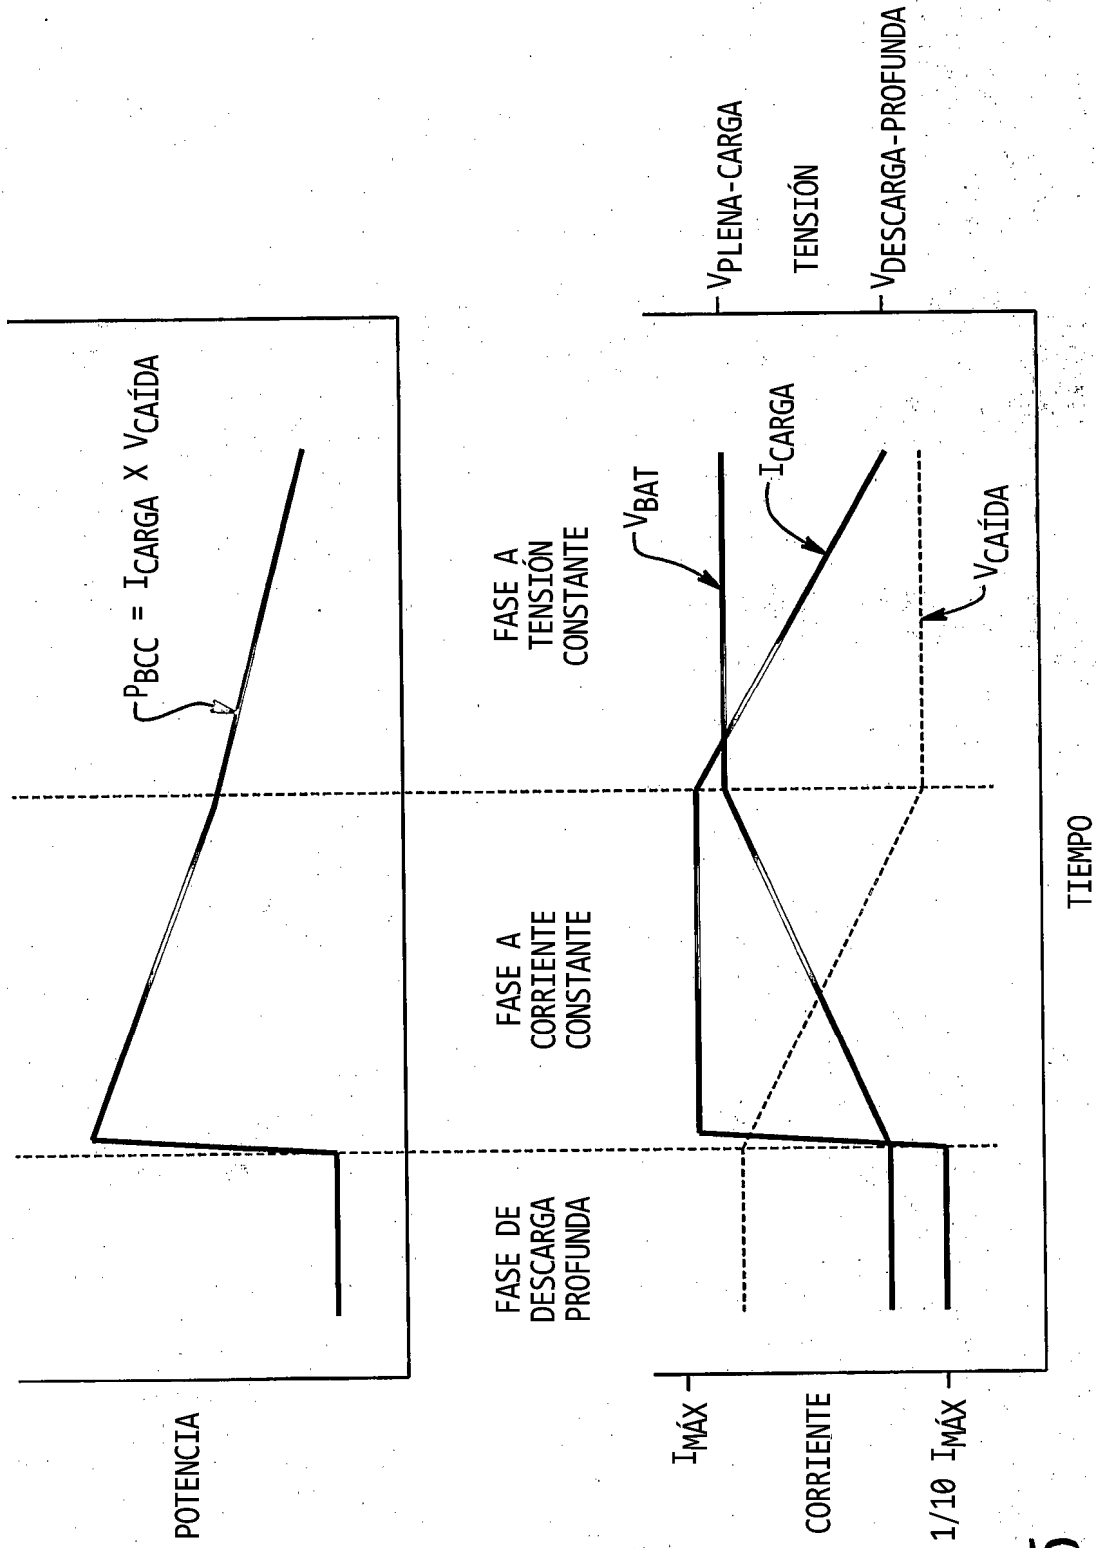 POTENCIA
PBCC = ICARGA X VCAÍDA
FASE DE
DESCARGA
PROFUNDA
FASE A
CORRIENTE
CONSTANTE
FASE A
TENSIÓN
CONSTANTE
IMÁX
CORRIENTE
1/10 IMÁX
VBAT
ICARGA
VCAÍDA
VPLENA-CARGA
TENSIÓN
VDESCARGA-PROFUNDA
TIEMPO